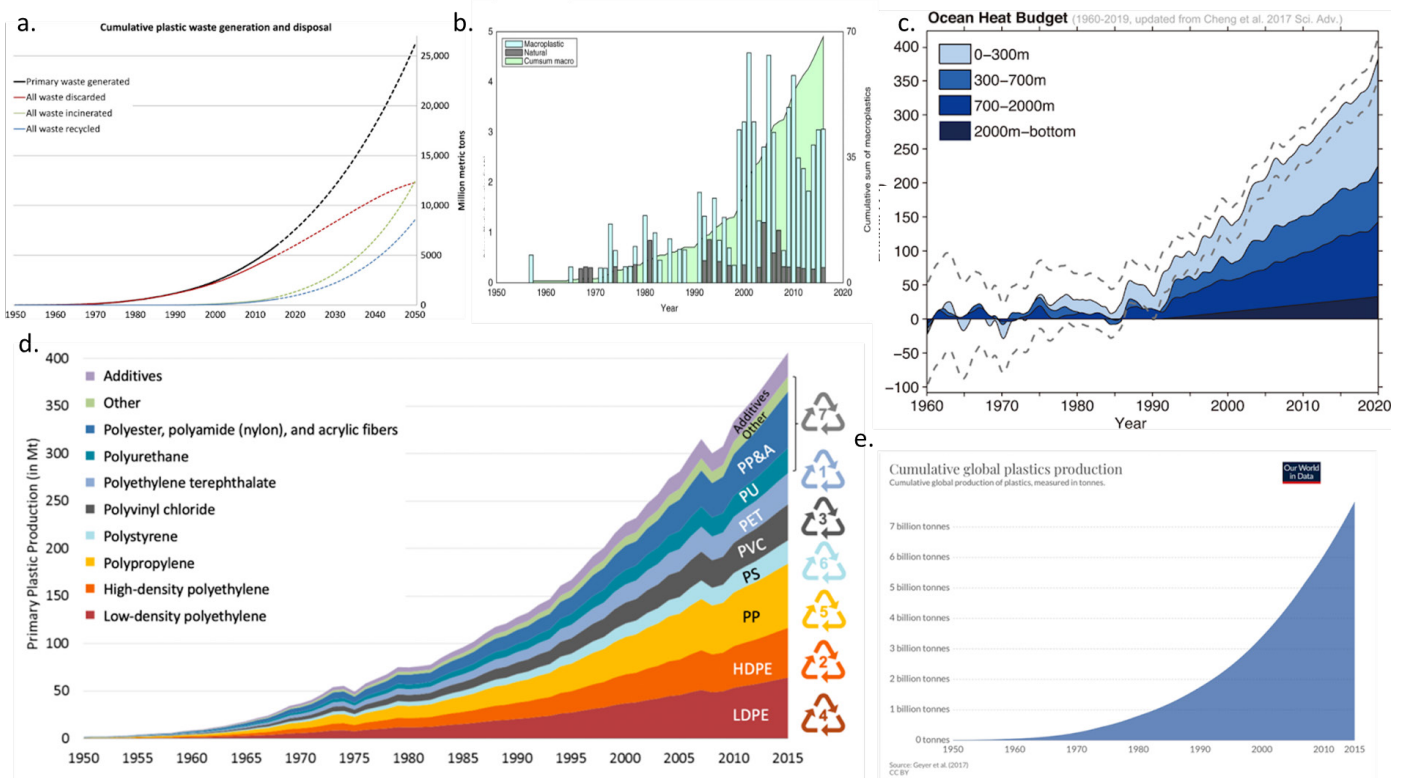 a.
Cumulative plastic waste generation and disposal
Primary waste generated
All waste discarded
All waste incinerated
All waste recycled
25,000
20,000
15,000
10,000
5000
0
Million metric tons
1950 1960 1970 1980 1990 2000 2010 2020 2030 2040 2050
b.
Macroplastic
Natural
Cumsum macro
5
4
3
2
1
0
70
35
0
Cumulative sum of macroplastics
1950 1960 1970 1980 1990 2000 2010 2020
Year
c.
Ocean Heat Budget (1960-2019, updated from Cheng et al. 2017 Sci. Adv.)
0−300m
300−700m
700−2000m
2000m−bottom
400
350
300
250
200
150
100
50
0
−50
−100
1960 1970 1980 1990 2000 2010 2020
Year
d.
Primary Plastic Production (in Mt)
400
350
300
250
200
150
100
50
0
Additives
Other
Polyester, polyamide (nylon), and acrylic fibers
Polyurethane
Polyethylene terephthalate
Polyvinyl chloride
Polystyrene
Polypropylene
High-density polyethylene
Low-density polyethylene
Additives
Other
PP&A
PU
PET
PVC
PS
PP
HDPE
LDPE
7
1
3
6
5
2
4
1950 1955 1960 1965 1970 1975 1980 1985 1990 1995 2000 2005 2010 2015
e.
Cumulative global plastics production
Cumulative global production of plastics, measured in tonnes.
Our World
in Data
7 billion tonnes
6 billion tonnes
5 billion tonnes
4 billion tonnes
3 billion tonnes
2 billion tonnes
1 billion tonnes
0 tonnes
1950 1960 1970 1980 1990 2000 2010 2015
Source: Geyer et al. (2017)
CC BY